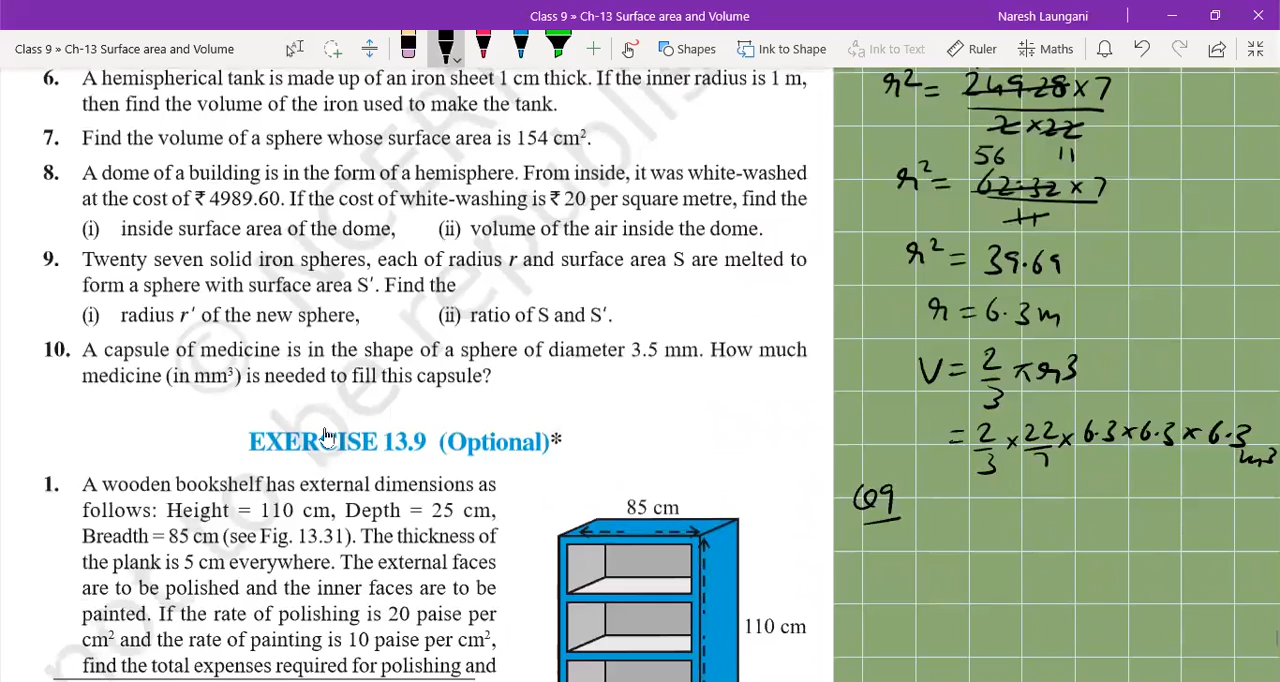 Class 9 » Ch-13 Surface area and Volume
Naresh Laungani
Class 9 » Ch-13 Surface area and Volume
Shapes
Ink to Shape
Ink to Text
Ruler
Maths
6. A hemispherical tank is made up of an iron sheet 1 cm thick. If the inner radius is 1 m,
then find the volume of the iron used to make the tank.
7. Find the volume of a sphere whose surface area is 154 cm².
8. A dome of a building is in the form of a hemisphere. From inside, it was white-washed
at the cost of ₹ 4989.60. If the cost of white-washing is ₹ 20 per square metre, find the
(i) inside surface area of the dome, (ii) volume of the air inside the dome.
9. Twenty seven solid iron spheres, each of radius r and surface area S are melted to
form a sphere with surface area S′. Find the
(i) radius r′ of the new sphere, (ii) ratio of S and S′.
10. A capsule of medicine is in the shape of a sphere of diameter 3.5 mm. How much
medicine (in mm³) is needed to fill this capsule?
EXERCISE 13.9 (Optional)*
1. A wooden bookshelf has external dimensions as
follows: Height = 110 cm, Depth = 25 cm,
Breadth = 85 cm (see Fig. 13.31). The thickness of
the plank is 5 cm everywhere. The external faces
are to be polished and the inner faces are to be
painted. If the rate of polishing is 20 paise per
cm² and the rate of painting is 10 paise per cm²,
find the total expenses required for polishing and
85 cm
110 cm
© NCERT
not to be republished
r² = 249.28 × 7
2 × 22
56 11
r² = 62.32 × 7
11
r² = 39.69
r = 6.3 m
V = 2/3 πr3
= 2/3 × 22/7 × 6.3 × 6.3 × 6.3
m3
Q9